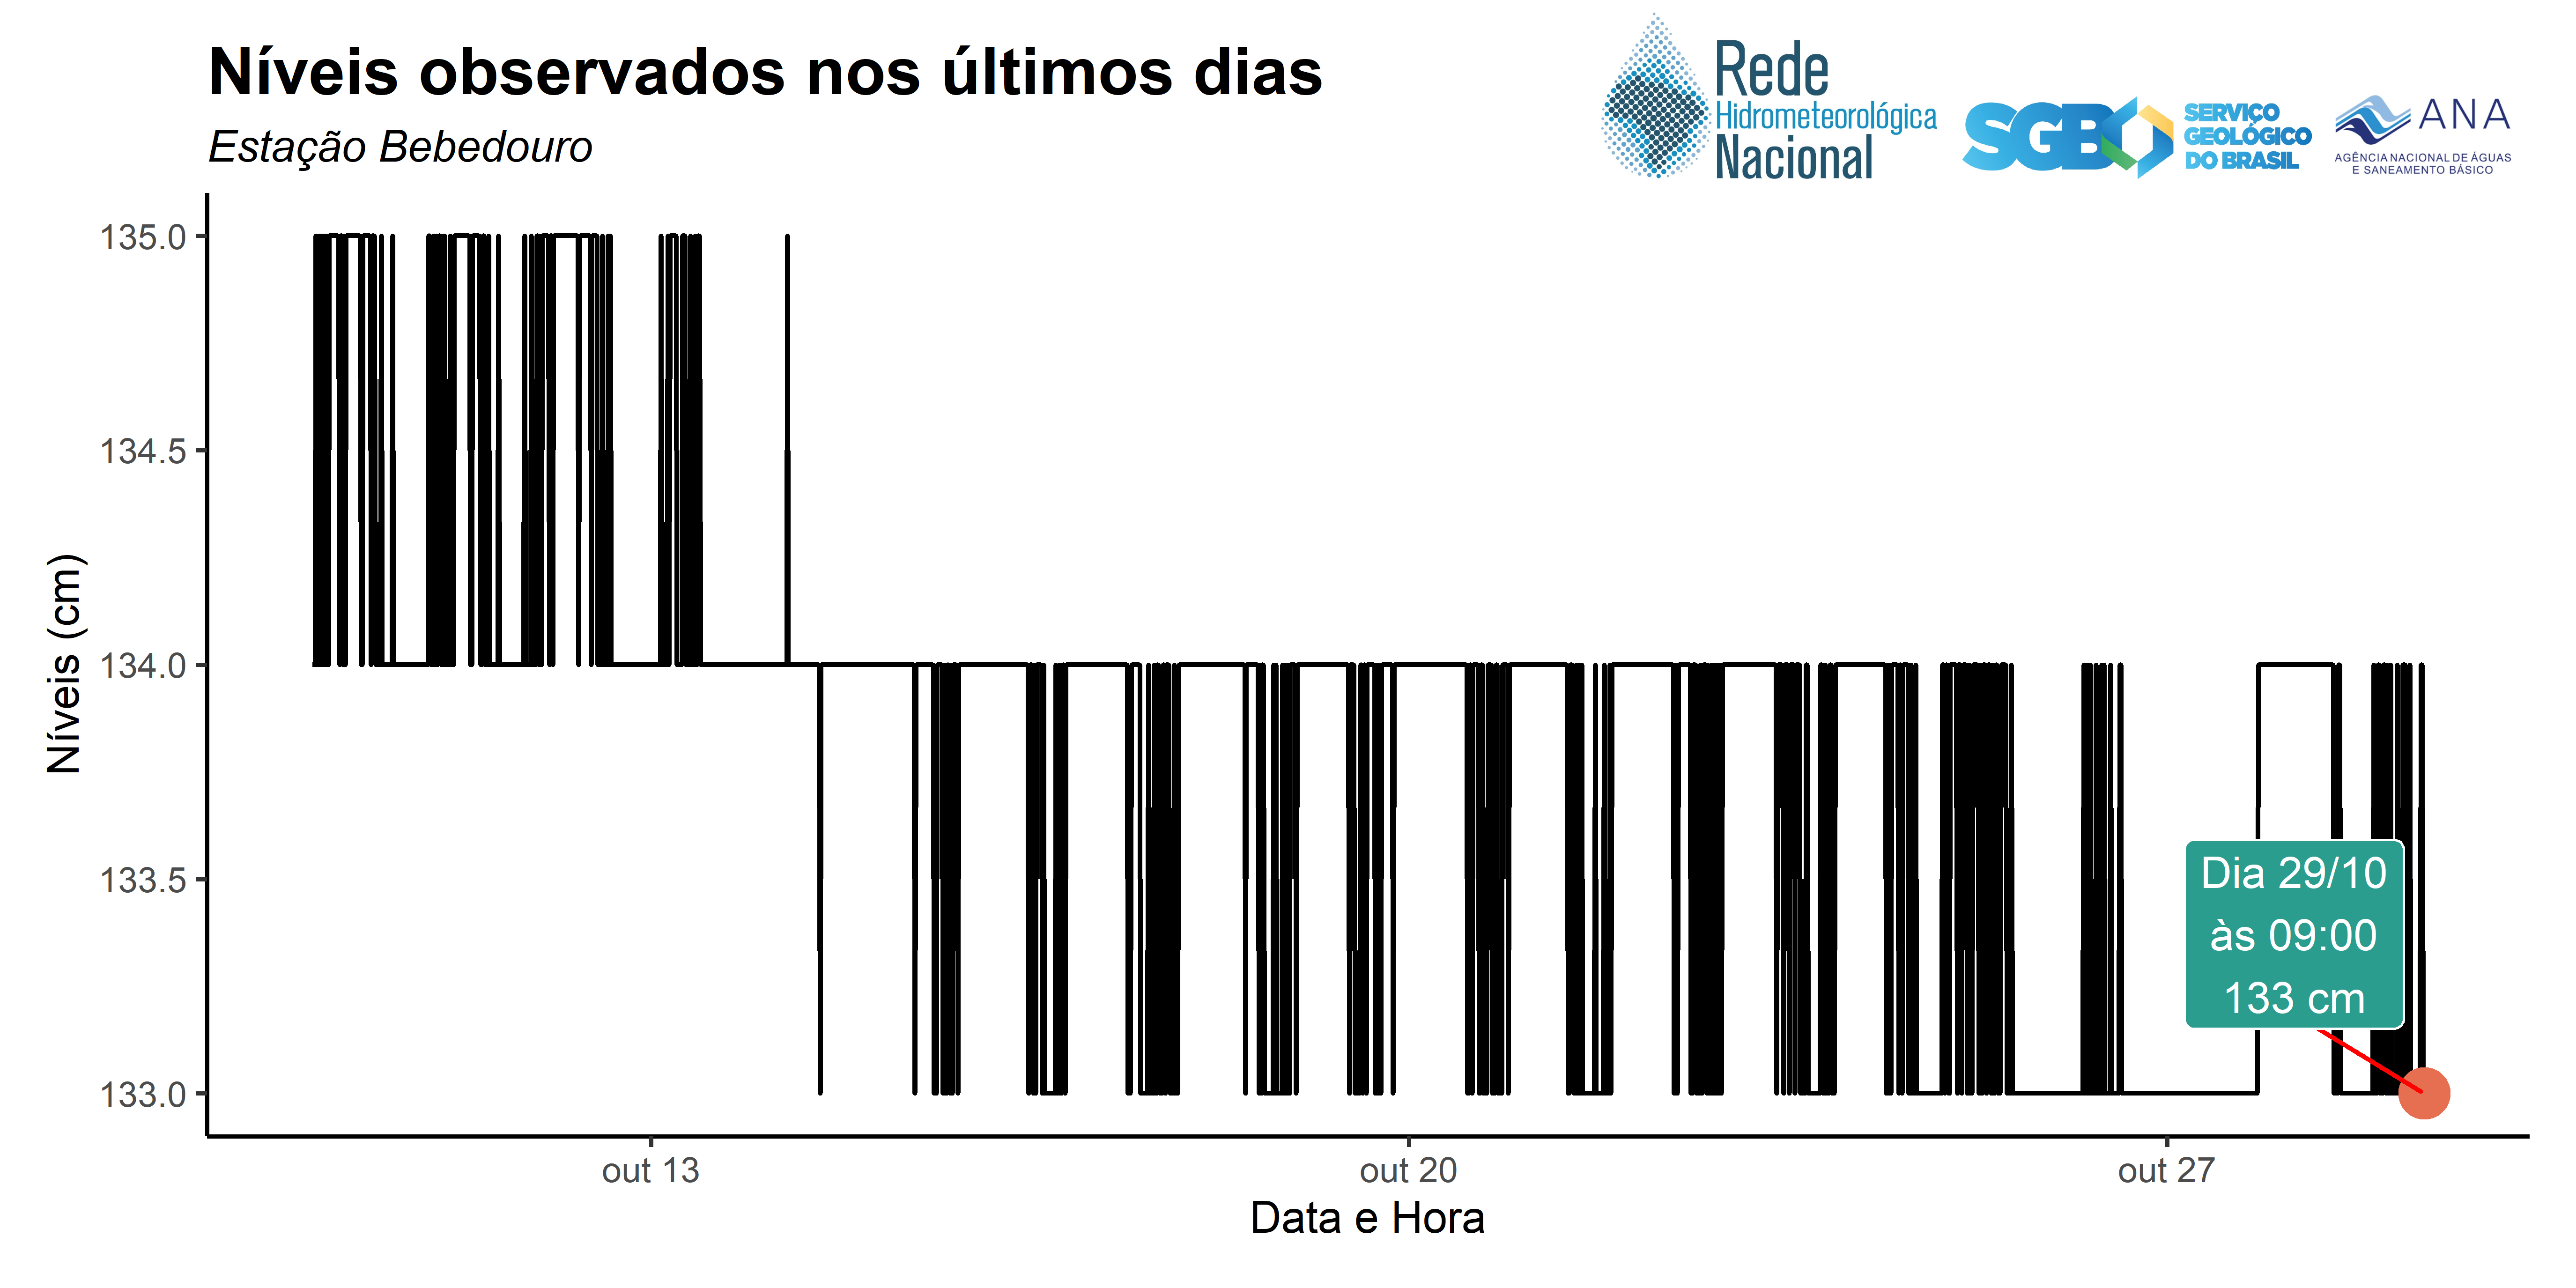 Níveis observados nos últimos dias
Estação Bebedouro
Rede
Hidrometeorológica
Nacional
SGB
SERVIÇO
GEOLÓGICO
DO BRASIL
ANA
AGÊNCIA NACIONAL DE ÁGUAS
E SANEAMENTO BÁSICO
Níveis (cm)
135.0
134.5
134.0
133.5
133.0
Dia 29/10
às 09:00
133 cm
out 13
out 20
out 27
Data e Hora